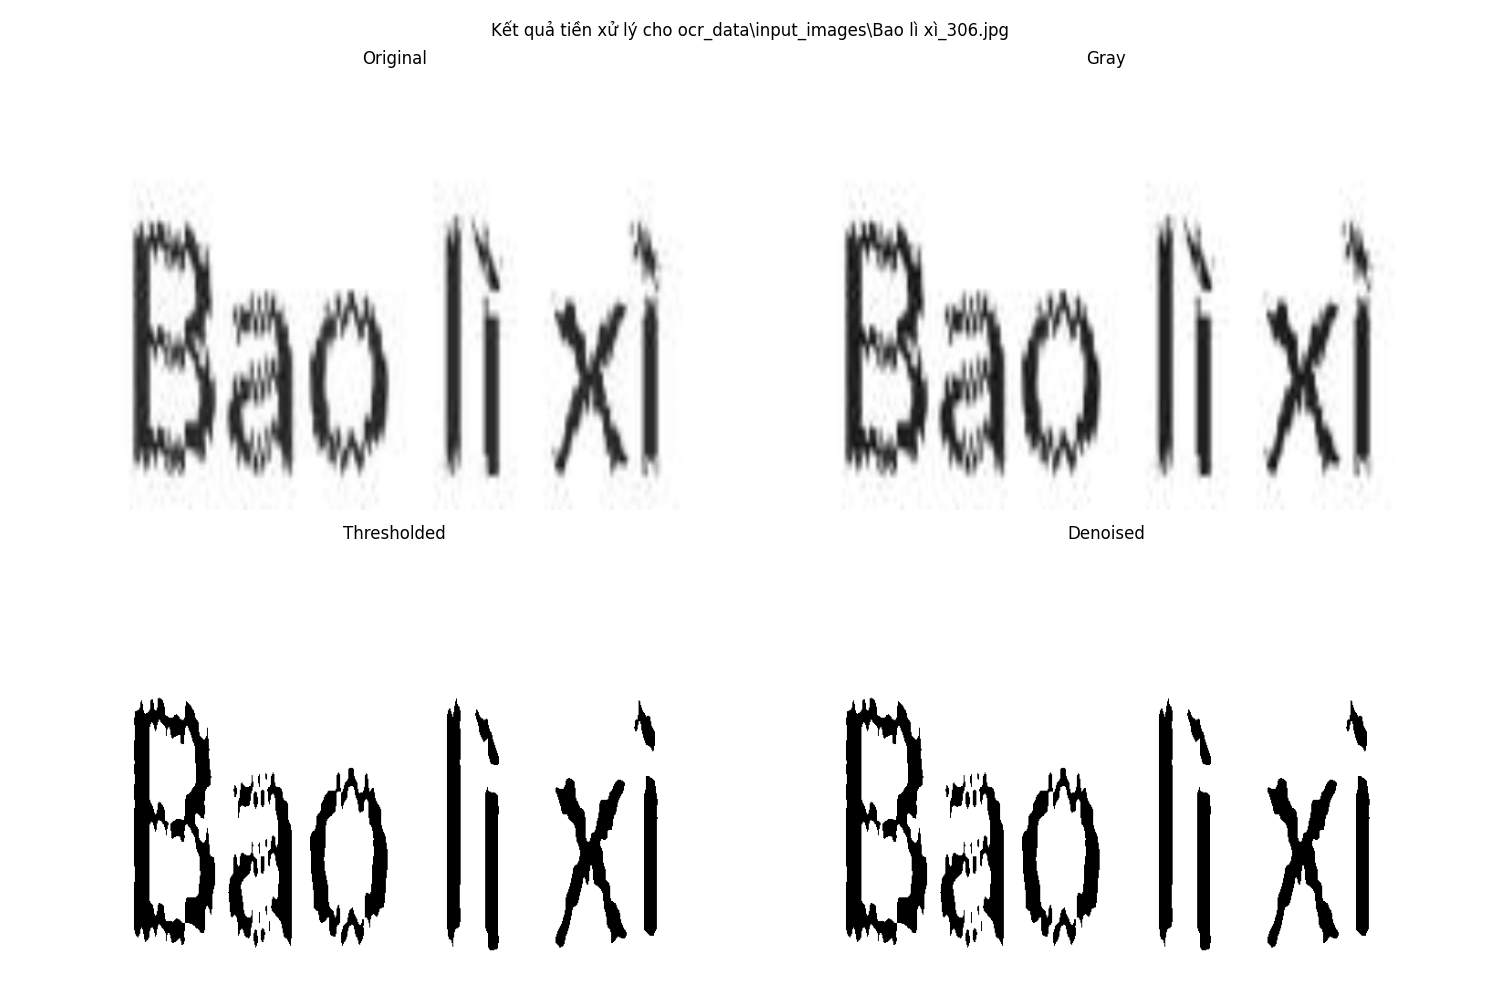 Kết quả tiền xử lý cho ocr_data\input_images\Bao lì xì_306.jpg
Original
Gray
Bao lì xì
Bao lì xì
Thresholded
Denoised
Bao lì xì
Bao lì xì